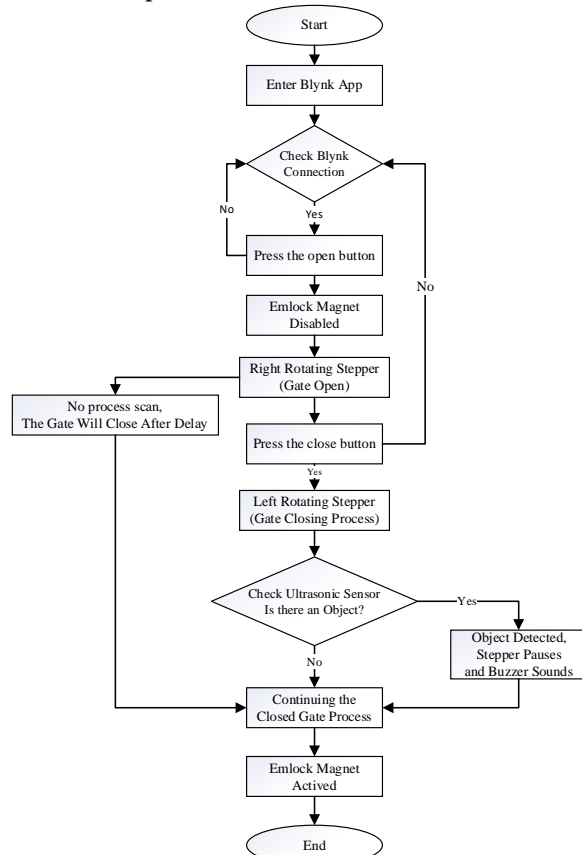 Start
Enter Blynk App
Check Blynk
Connection
No
Yes
Press the open button
No
Emlock Magnet
Disabled
Right Rotating Stepper
(Gate Open)
No process scan,
The Gate Will Close After Delay
Press the close button
Yes
Left Rotating Stepper
(Gate Closing Process)
Check Ultrasonic Sensor
Is there an Object?
Yes
Object Detected,
Stepper Pauses
and Buzzer Sounds
No
Continuing the
Closed Gate Process
Emlock Magnet
Actived
End